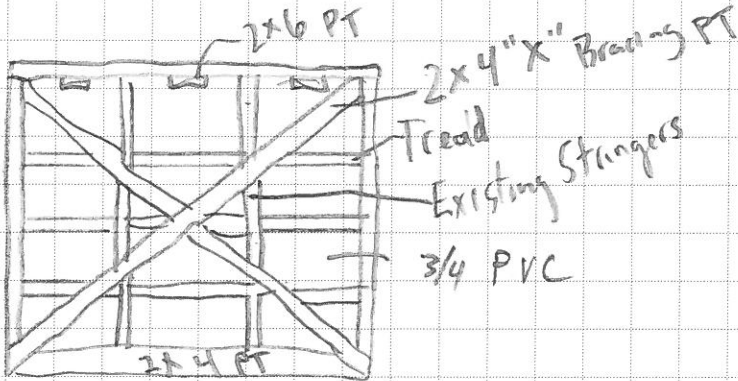 2x6 PT
2x4 "X" Bracing PT
Tread
Existing Stringers
3/4 PVC
2x4 PT